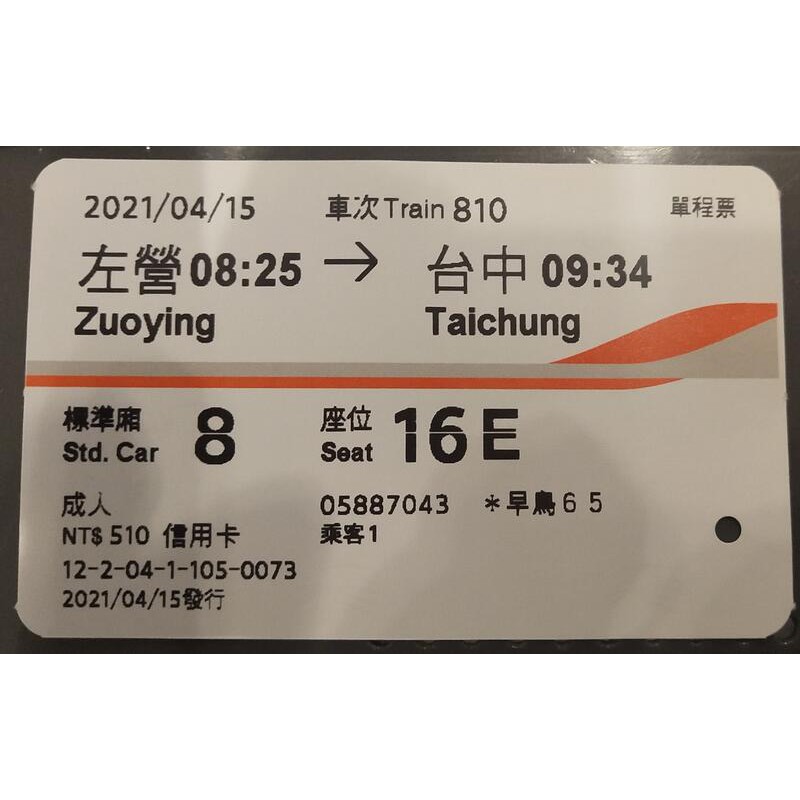 2021/04/15 車次Train 810 單程票
左營08:25 → 台中 09:34
Zuoying Taichung
標準廂 8 座位 16E
Std. Car Seat
成人 05887043 *早鳥65
NT$ 510 信用卡 乘客1
12-2-04-1-105-0073
2021/04/15發行